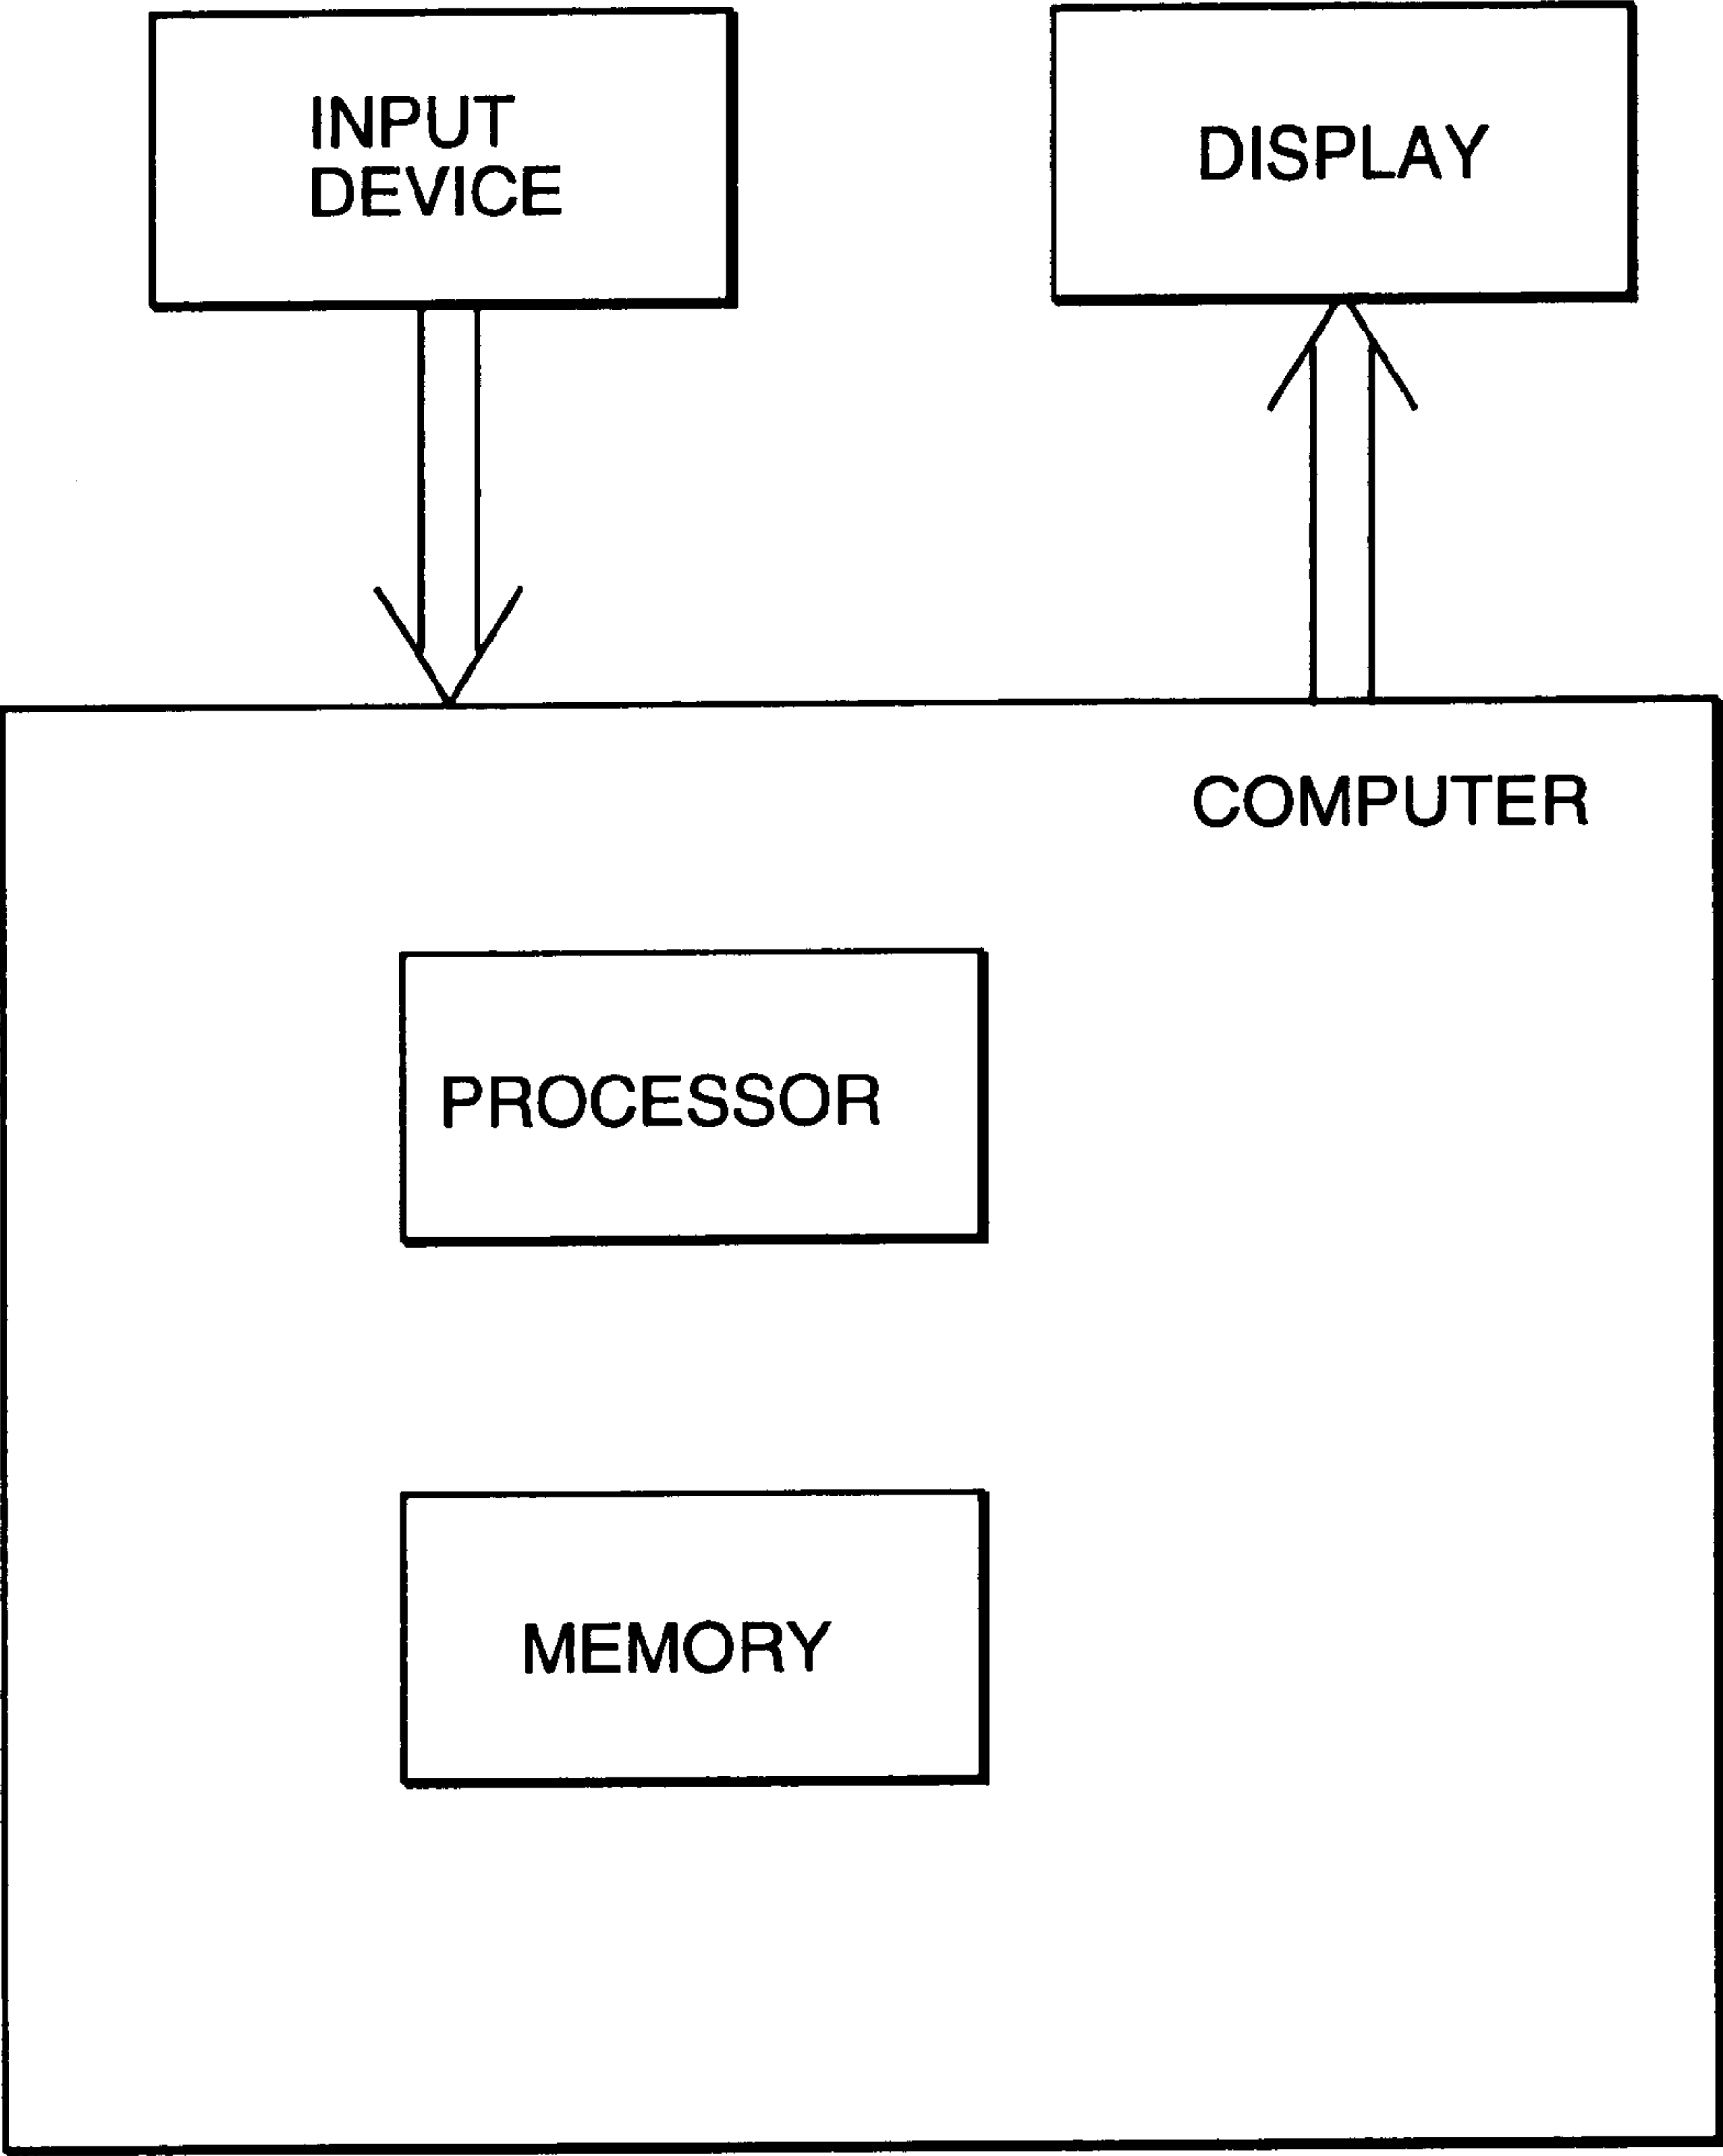 INPUT
DEVICE
DISPLAY
COMPUTER
PROCESSOR
MEMORY